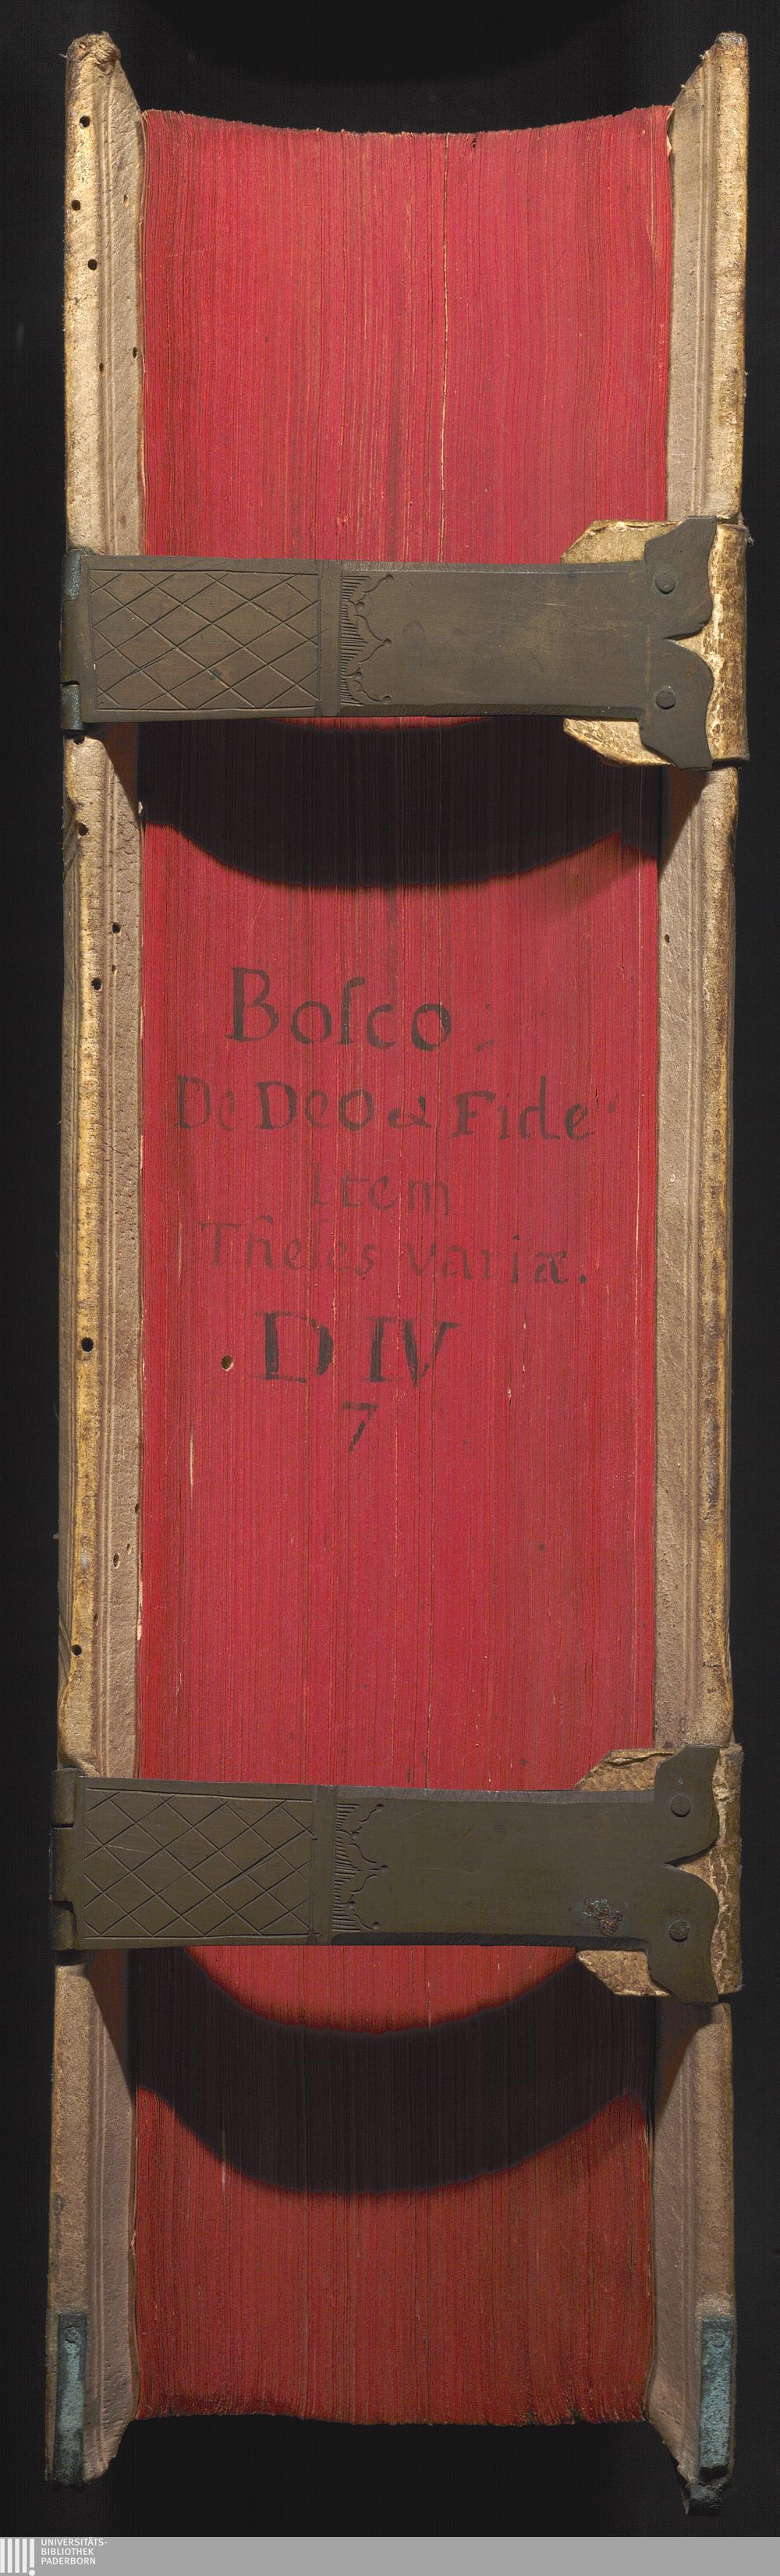 Boſco:
De Deo & Fide
Item
Theſes variæ.
D IV
7
UNIVERSITÄTS-
BIBLIOTHEK
PADERBORN